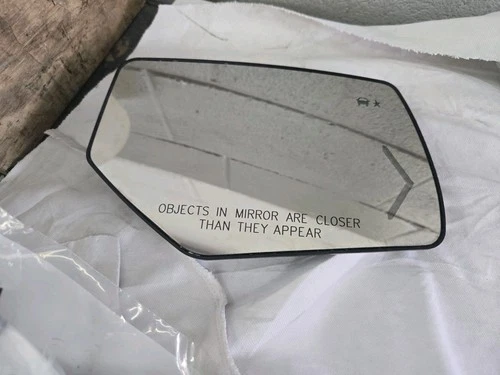 OBJECTS IN MIRROR ARE CLOSER
THAN THEY APPEAR